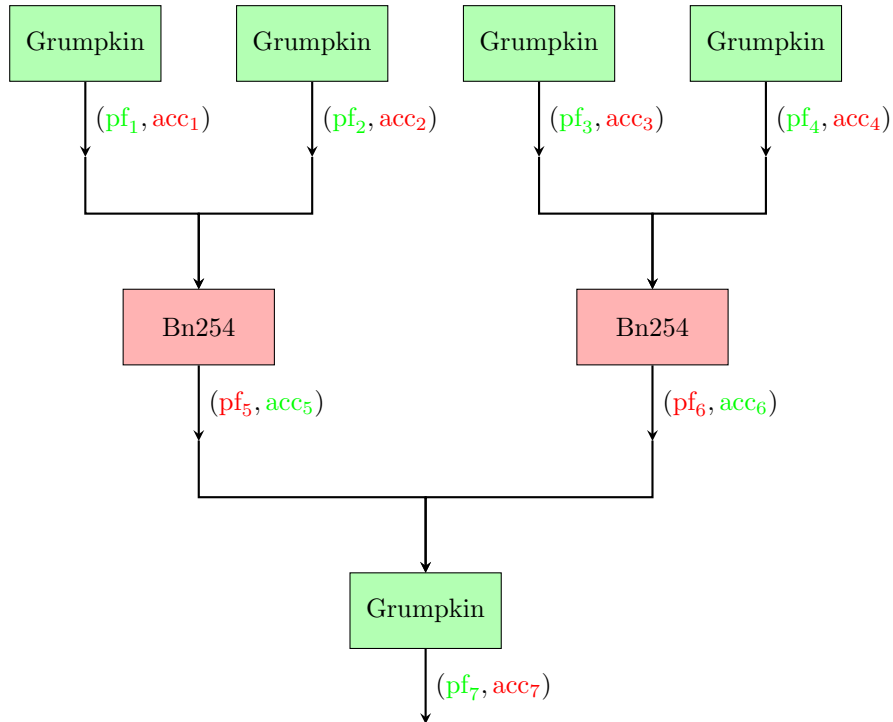 Grumpkin Grumpkin Grumpkin Grumpkin
(pf₁, acc₁) (pf₂, acc₂) (pf₃, acc₃) (pf₄, acc₄)
Bn254 Bn254
(pf₅, acc₅) (pf₆, acc₆)
Grumpkin
(pf₇, acc₇)